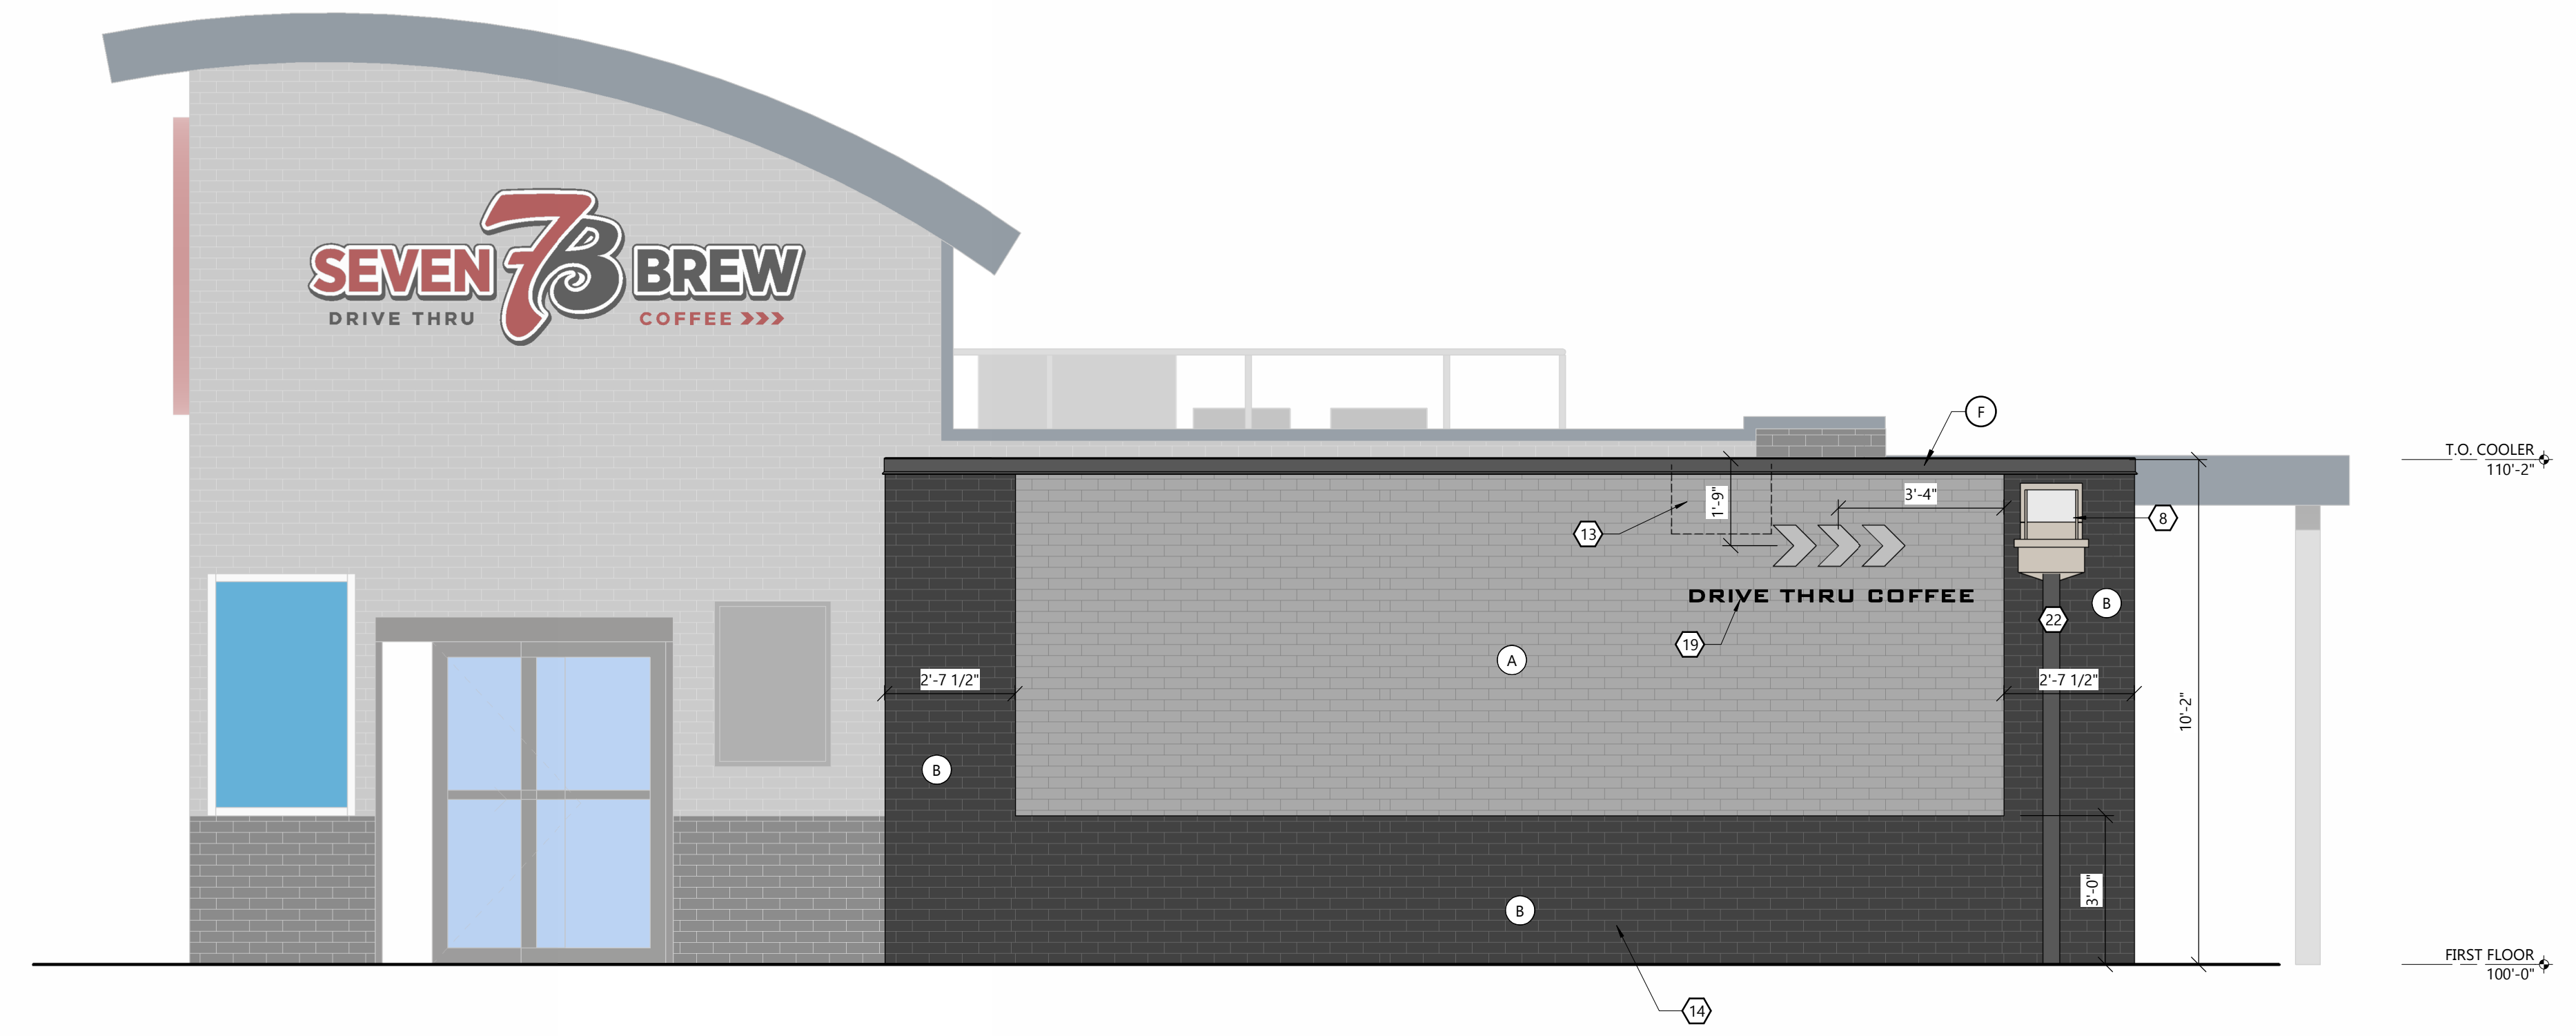 SEVEN 7B BREW
DRIVE THRU COFFEE
F
T.O. COOLER
110'-2"
1'-9"
3'-4"
13
8
DRIVE THRU COFFEE
B
22
19
A
2'-7 1/2"
2'-7 1/2"
10'-2"
B
3'-0"
B
FIRST FLOOR
100'-0"
14